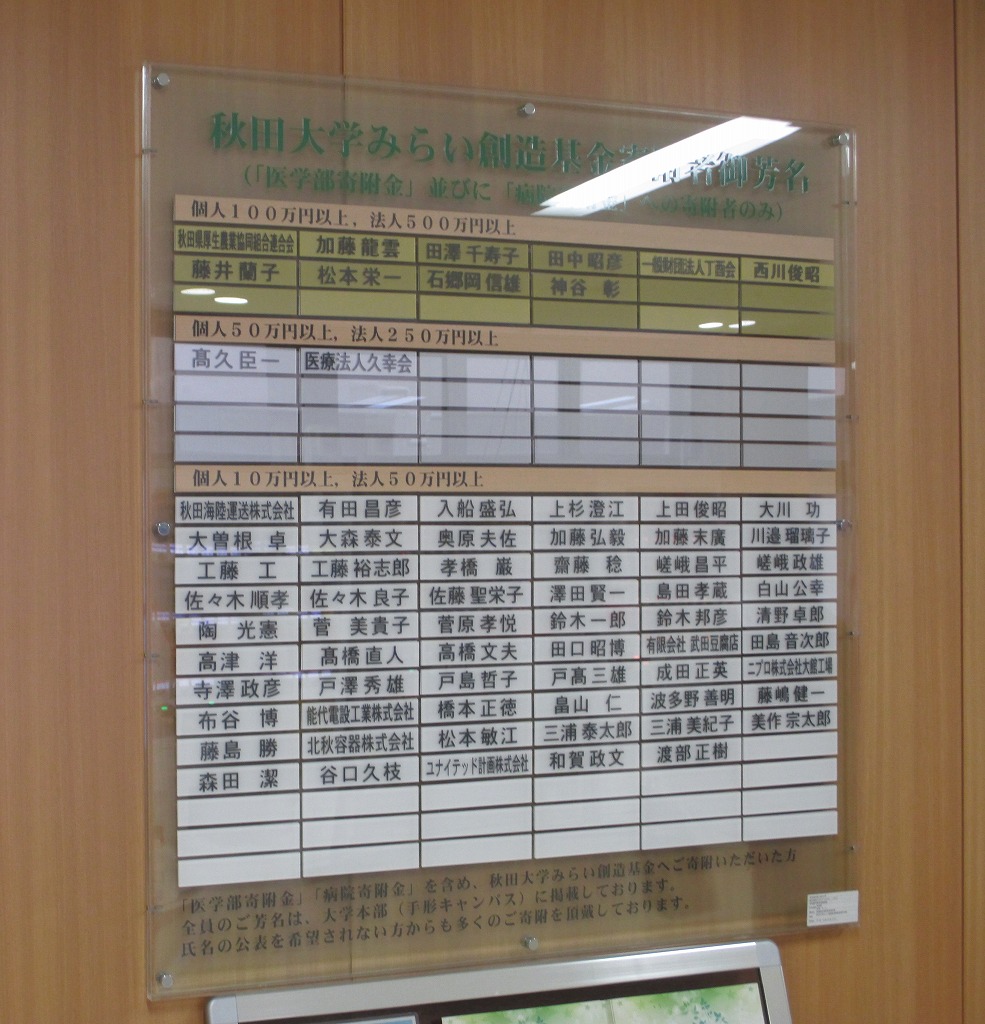 秋田大学みらい創造基金 者御芳名
(「医学部寄附金」並びに「病院 への寄附者のみ)
個人１００万円以上，法人５００万円以上
秋田県厚生農業協同組合連合会 加藤 龍雲 田澤 千寿子 田中 昭彦 一般財団法人丁酉会 西川 俊昭
藤井 蘭子 松本 栄一 石郷岡 信雄 神谷 彰
個人５０万円以上，法人２５０万円以上
髙久 臣一 医療法人久幸会
個人１０万円以上，法人５０万円以上
秋田海陸運送株式会社 有田 昌彦 入船 盛弘 上杉 澄江 上田 俊昭 大川 功
大曽根 卓 大森 泰文 奥原 夫佐 加藤 弘毅 加藤 末廣 川邉 瑠璃子
工藤 工 工藤 裕志郎 孝橋 巌 齋藤 稔 嵯峨 昌平 嵯峨 政雄
佐々木 順孝 佐々木 良子 佐藤 聖栄子 澤田 賢一 島田 孝蔵 白山 公幸
陶 光憲 菅 美貴子 菅原 孝悦 鈴木 一郎 鈴木 邦彦 清野 卓郎
高津 洋 髙橋 直人 高橋 文夫 田口 昭博 有限会社 武田豆腐店 田島 音次郎
寺澤 政彦 戸澤 秀雄 戸島 哲子 戸髙 三雄 成田 正英 ニプロ株式会社大館工場
布谷 博 能代電設工業株式会社 橋本 正徳 畠山 仁 波多野 善明 藤嶋 健一
藤島 勝 北秋容器株式会社 松本 敏江 三浦 泰太郎 三浦 美紀子 美作 宗太郎
森田 潔 谷口 久枝 ユナイテッド計画株式会社 和賀 政文 渡部 正樹
「医学部寄附金」「病院寄附金」を含め、秋田大学みらい創造基金へご寄附いただいた方
全員のご芳名は、大学本部（手形キャンパス）に掲載しております。
氏名の公表を希望されない方からも多くのご寄附を頂戴しております。